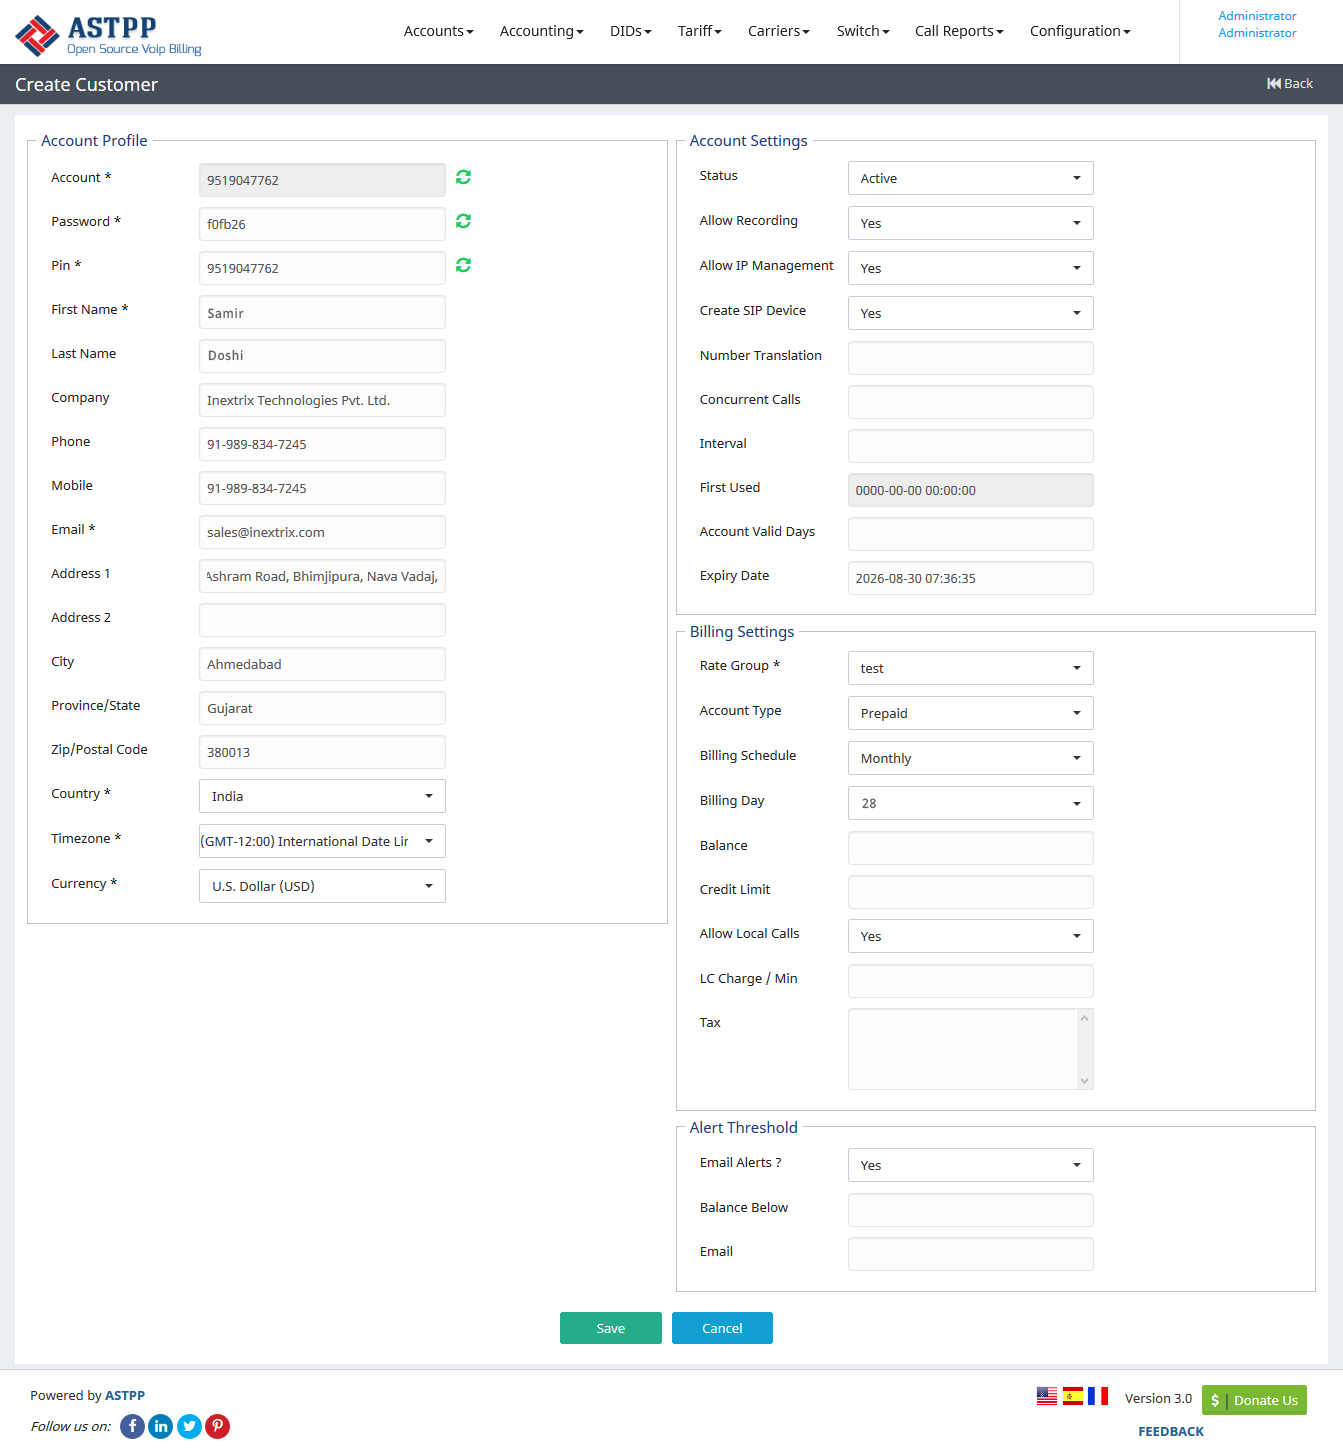 ASTPP
Open Source Voip Billing
Accounts
Accounting
DIDs
Tariff
Carriers
Switch
Call Reports
Configuration
Administrator
Administrator
Create Customer
Back
Account Profile
Account *
9519047762
Password *
f0fb26
Pin *
9519047762
First Name *
Samir
Last Name
Doshi
Company
Inextrix Technologies Pvt. Ltd.
Phone
91-989-834-7245
Mobile
91-989-834-7245
Email *
sales@inextrix.com
Address 1
Ashram Road, Bhimjipura, Nava Vadaj,
Address 2
City
Ahmedabad
Province/State
Gujarat
Zip/Postal Code
380013
Country *
India
Timezone *
(GMT-12:00) International Date Lir
Currency *
U.S. Dollar (USD)
Account Settings
Status
Active
Allow Recording
Yes
Allow IP Management
Yes
Create SIP Device
Yes
Number Translation
Concurrent Calls
Interval
First Used
0000-00-00 00:00:00
Account Valid Days
Expiry Date
2026-08-30 07:36:35
Billing Settings
Rate Group *
test
Account Type
Prepaid
Billing Schedule
Monthly
Billing Day
28
Balance
Credit Limit
Allow Local Calls
Yes
LC Charge / Min
Tax
Alert Threshold
Email Alerts ?
Yes
Balance Below
Email
Save
Cancel
Powered by ASTPP
Follow us on:
Version 3.0
$ | Donate Us
FEEDBACK